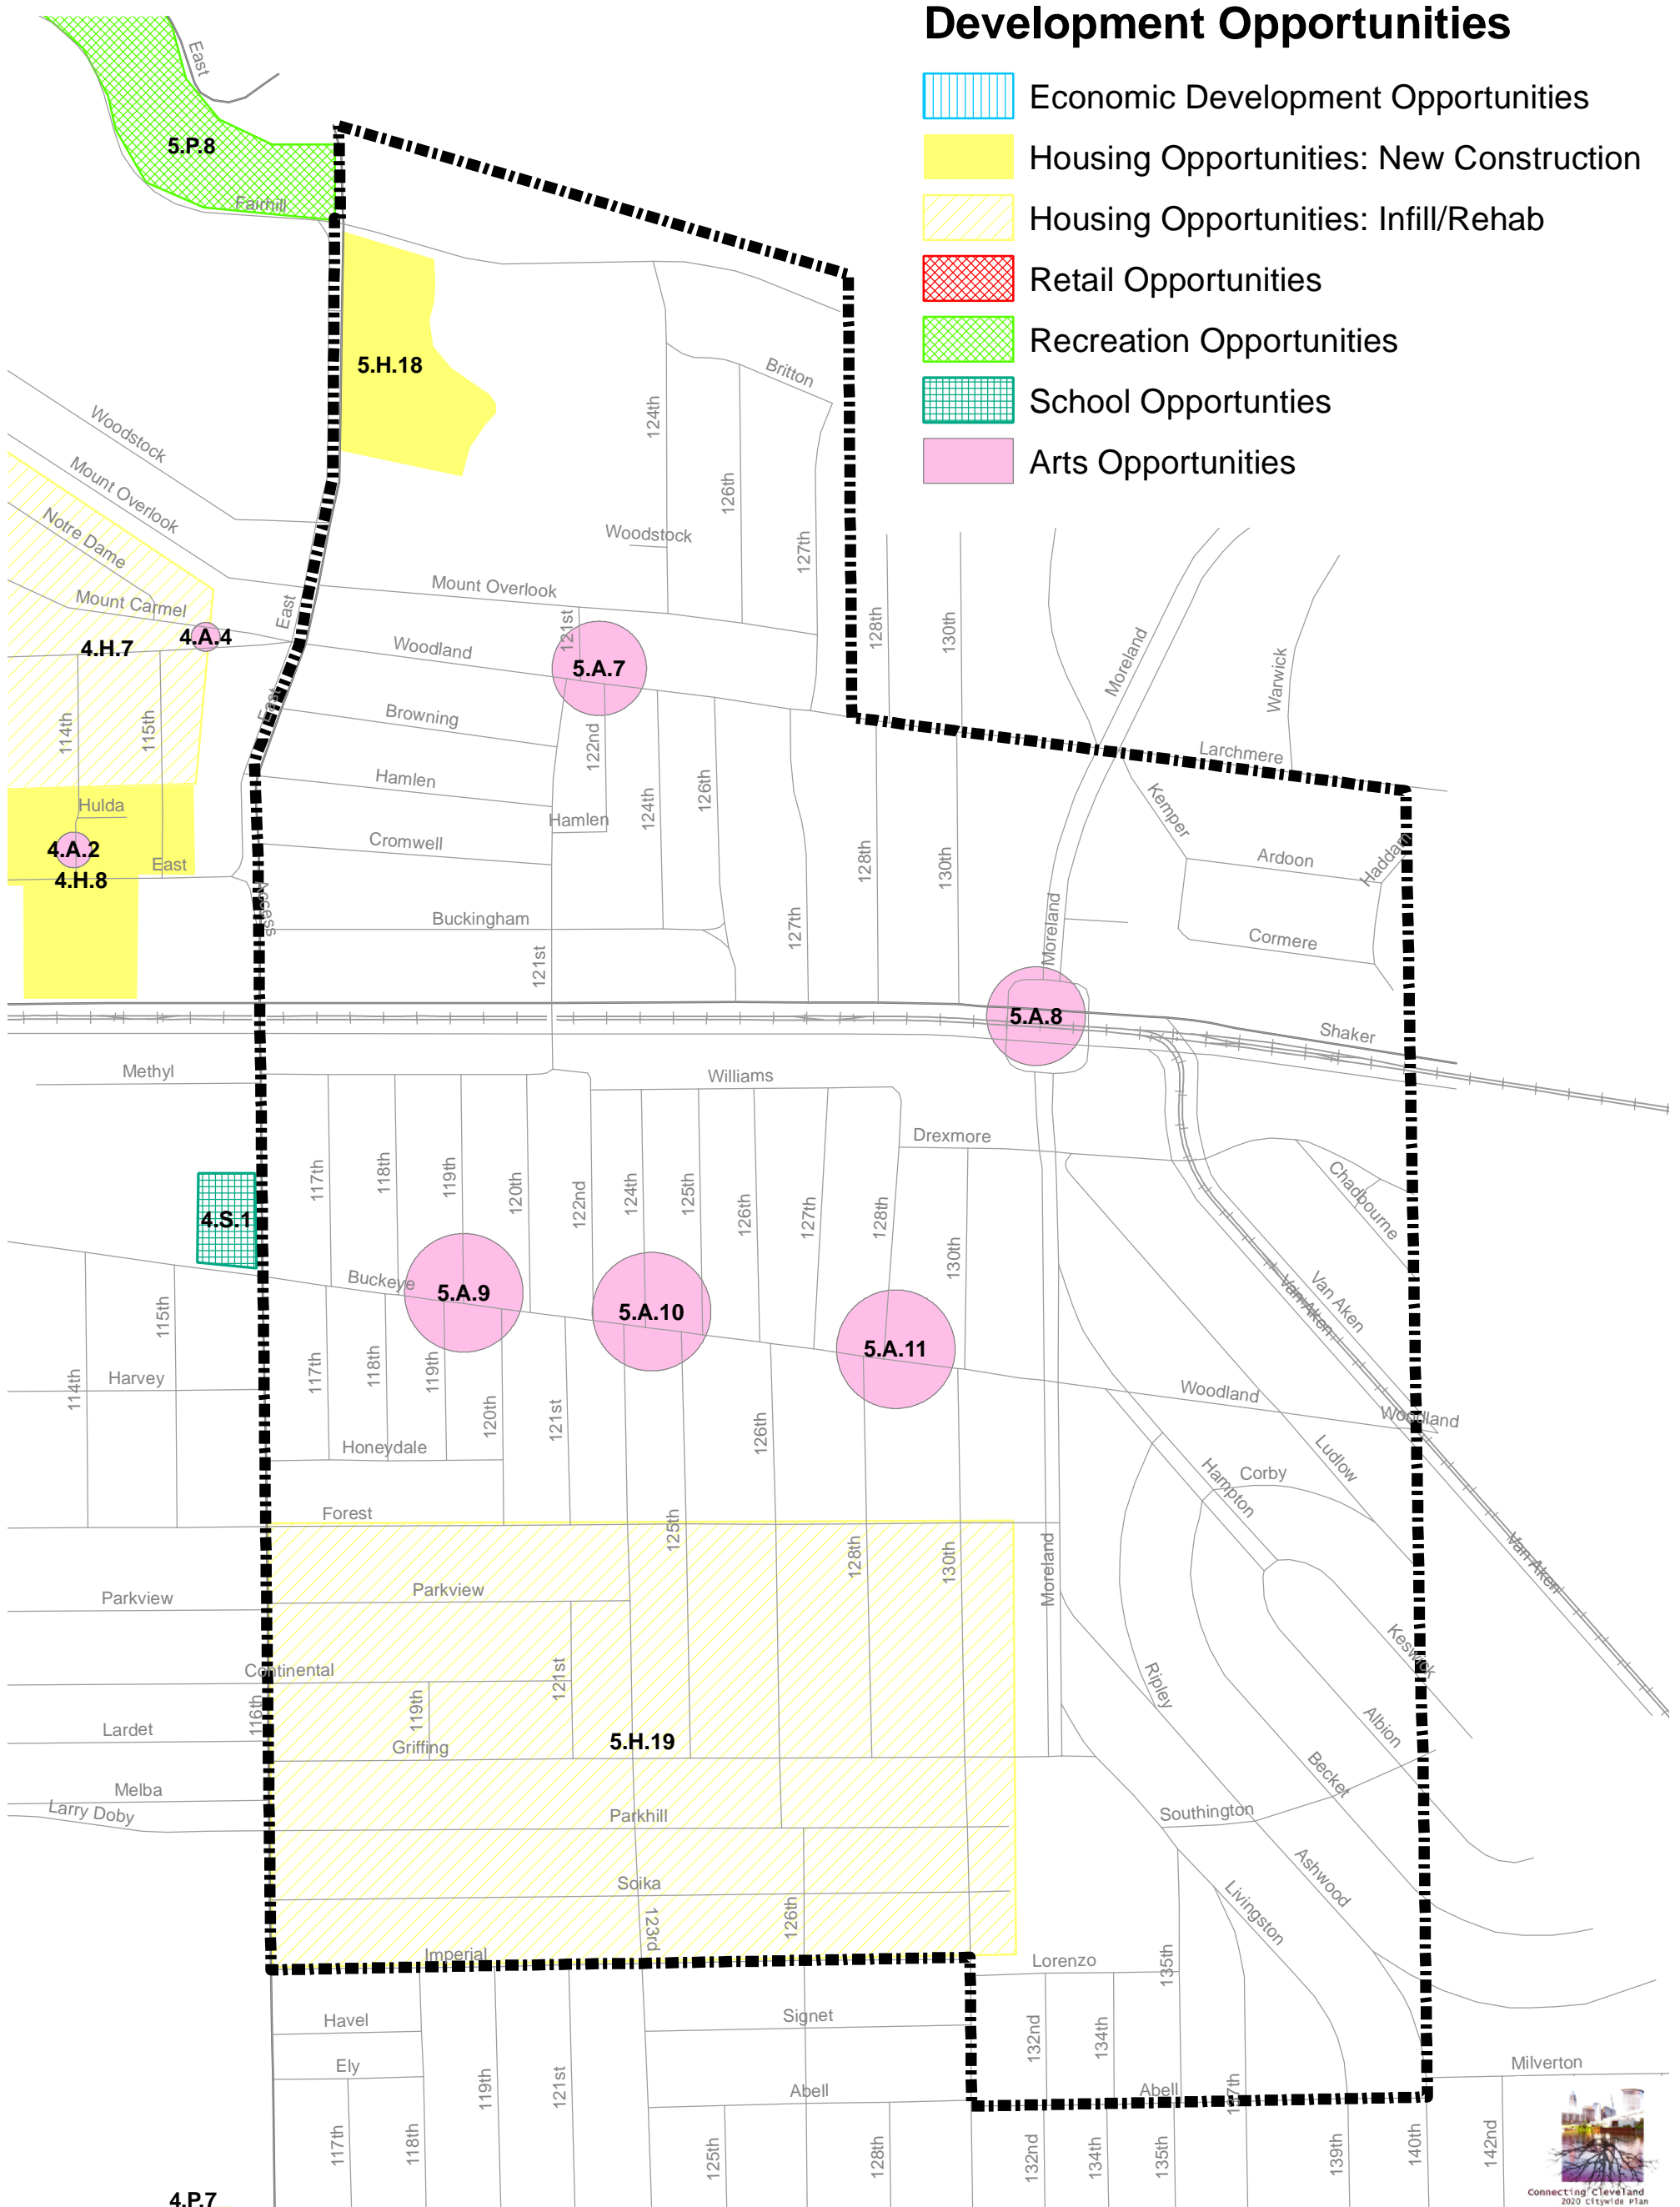 Development Opportunities
Economic Development Opportunities
Housing Opportunities: New Construction
Housing Opportunities: Infill/Rehab
Retail Opportunities
Recreation Opportunities
School Opportunties
Arts Opportunities
East
5.P.8
Fairhill
5.H.18
124th
Britton
Woodstock
Mount Overlook
126th
Notre Dame
Woodstock
127th
Mount Overlook
Mount Carmel
East
121st
128th
130th
Moreland
Warwick
4.A.4
4.H.7
Woodland
5.A.7
East
Browning
114th
115th
122nd
Larchmere
Hamlen
124th
126th
Kemper
Hulda
Hamlen
Cromwell
4.A.2
East
4.H.8
128th
130th
Ardoon
Haddam
Access
Buckingham
127th
Moreland
Cormere
121st
5.A.8
Shaker
Methyl
Williams
Drexmore
117th
118th
119th
120th
122nd
124th
125th
126th
127th
128th
130th
Chadbourne
4.S.1
Buckeye
5.A.9
5.A.10
5.A.11
Van Aken
Van Aken
115th
114th
Harvey
117th
118th
119th
120th
121st
126th
Woodland
Woodland
Honeydale
Ludlow
Corby
Hampton
Forest
125th
128th
130th
Moreland
Van Aken
Parkview
Parkview
Keswick
Continental
121st
Ripley
116th
119th
Albion
Lardet
Griffing
5.H.19
Becket
Melba
Larry Doby
Parkhill
Southington
Soika
Ashwood
Livingston
123rd
126th
Imperial
Lorenzo
135th
Havel
Signet
132nd
134th
Ely
Milverton
119th
121st
Abell
Abell
137th
117th
118th
125th
128th
132nd
134th
135th
139th
140th
142nd
4.P.7
Connecting Cleveland
2020 Citywide Plan